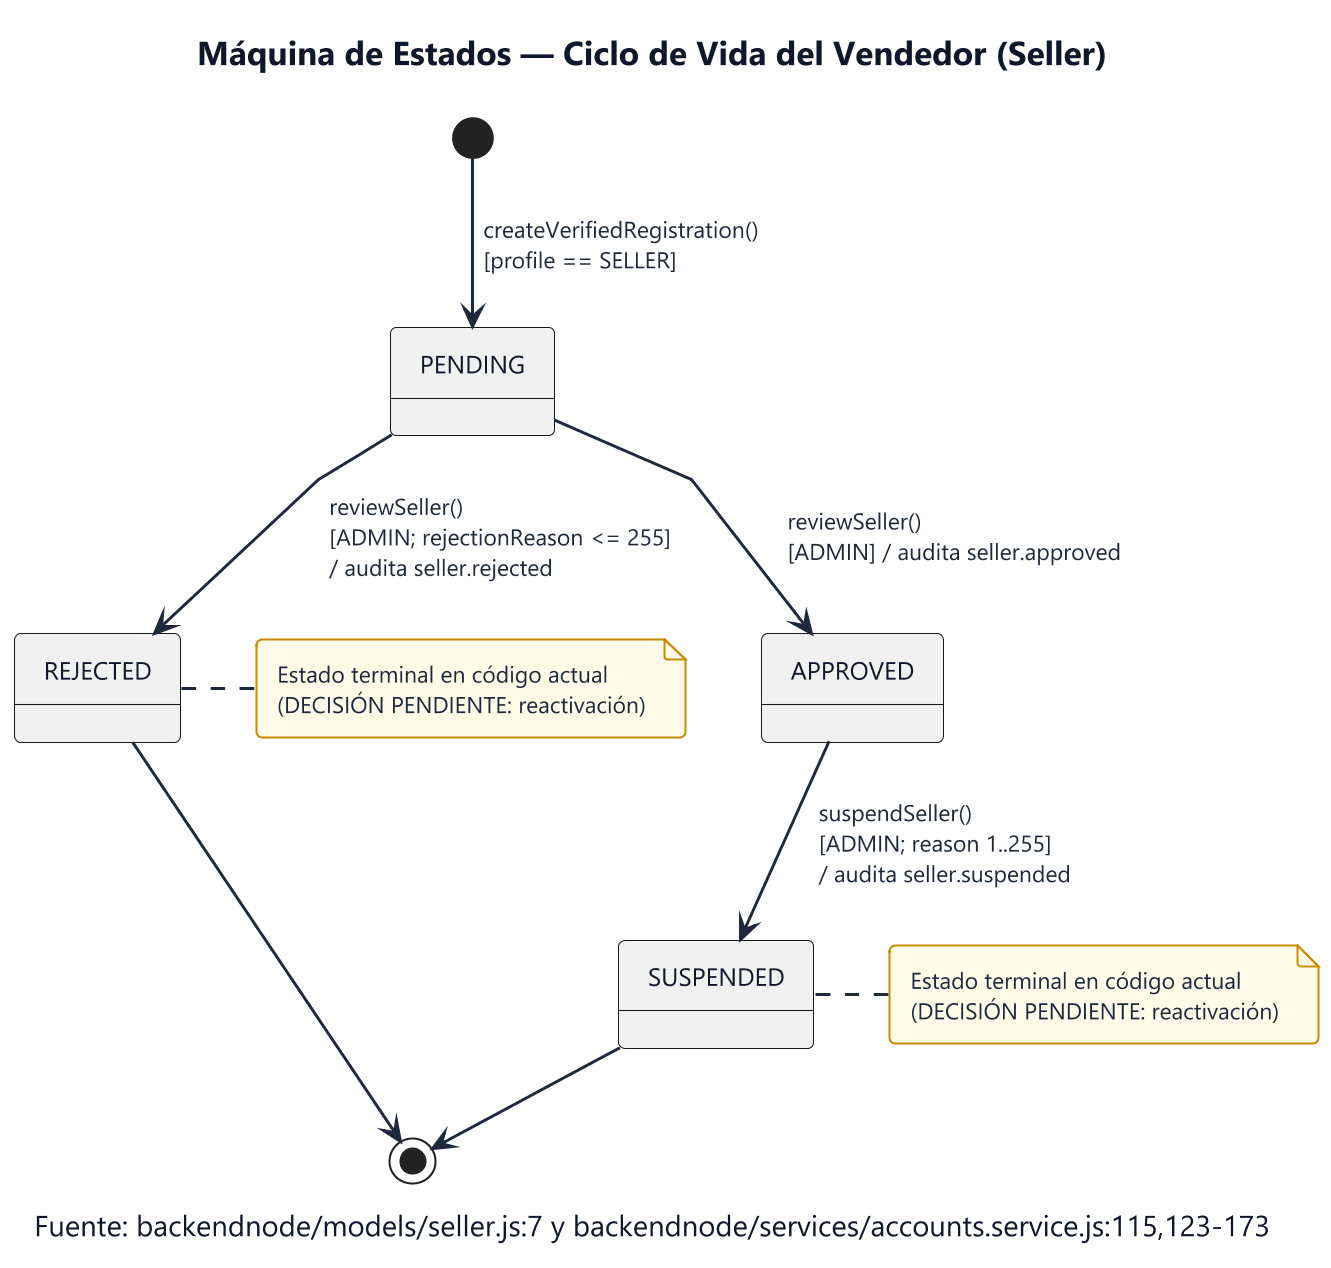 Máquina de Estados — Ciclo de Vida del Vendedor (Seller)
createVerifiedRegistration()
[profile == SELLER]
PENDING
reviewSeller()
[ADMIN; rejectionReason <= 255]
/ audita seller.rejected
reviewSeller()
[ADMIN] / audita seller.approved
REJECTED
Estado terminal en código actual
(DECISIÓN PENDIENTE: reactivación)
APPROVED
suspendSeller()
[ADMIN; reason 1..255]
/ audita seller.suspended
SUSPENDED
Estado terminal en código actual
(DECISIÓN PENDIENTE: reactivación)
Fuente: backendnode/models/seller.js:7 y backendnode/services/accounts.service.js:115,123-173